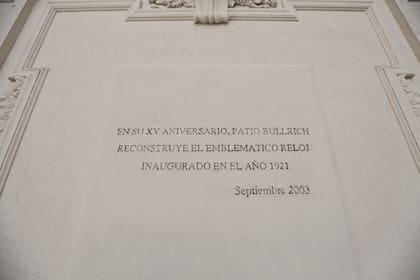 EN SU XV ANIVERSARIO, PATIO BULLRICH
RECONSTRUYE EL EMBLEMATICO RELOJ
INAUGURADO EN EL AÑO 1921
Septiembre 2003